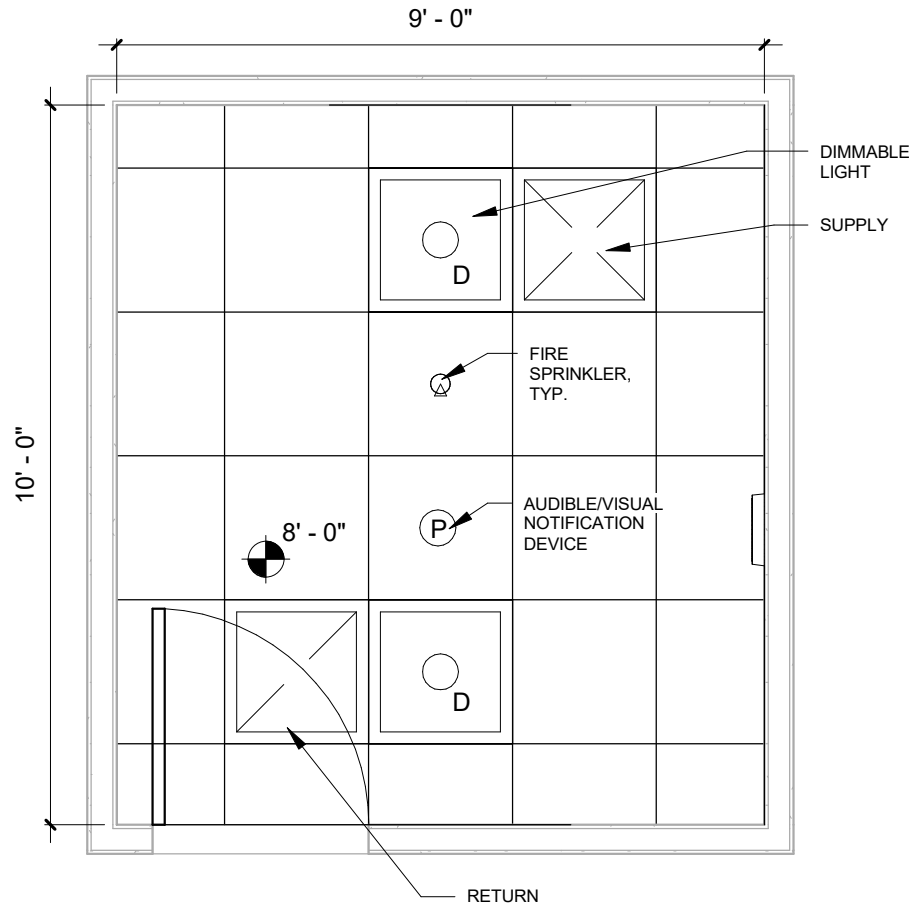 9' - 0"
DIMMABLE
LIGHT
SUPPLY
D
FIRE
SPRINKLER,
TYP.
10' - 0"
AUDIBLE/VISUAL
NOTIFICATION
DEVICE
P
8' - 0"
D
RETURN